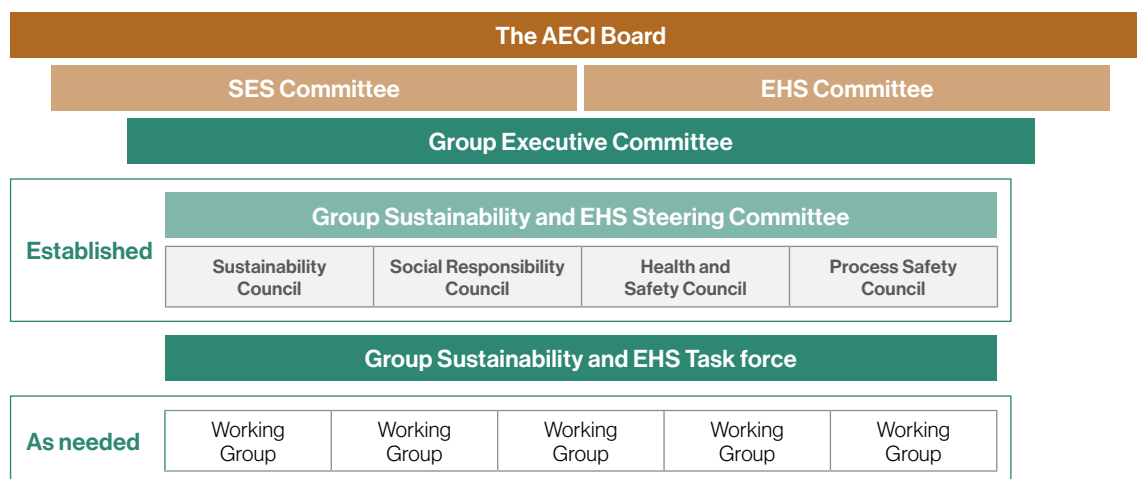 The AECI Board
SES Committee
EHS Committee
Group Executive Committee
Established
Group Sustainability and EHS Steering Committee
Sustainability
Council
Social Responsibility
Council
Health and
Safety Council
Process Safety
Council
Group Sustainability and EHS Task force
As needed
Working
Group
Working
Group
Working
Group
Working
Group
Working
Group